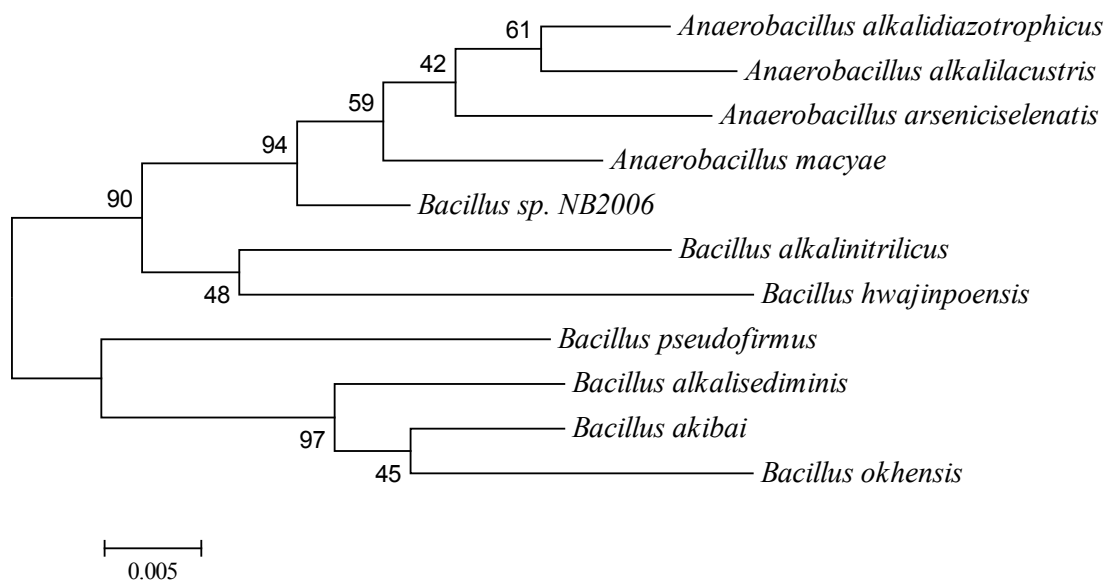 61 Anaerobacillus alkalidiazotrophicus
42 Anaerobacillus alkalilacustris
59 Anaerobacillus arseniciselenatis
94 Anaerobacillus macyae
90 Bacillus sp. NB2006
Bacillus alkalinitrilicus
48 Bacillus hwajinpoensis
Bacillus pseudofirmus
Bacillus alkalisediminis
97 Bacillus akibai
45 Bacillus okhensis
0.005